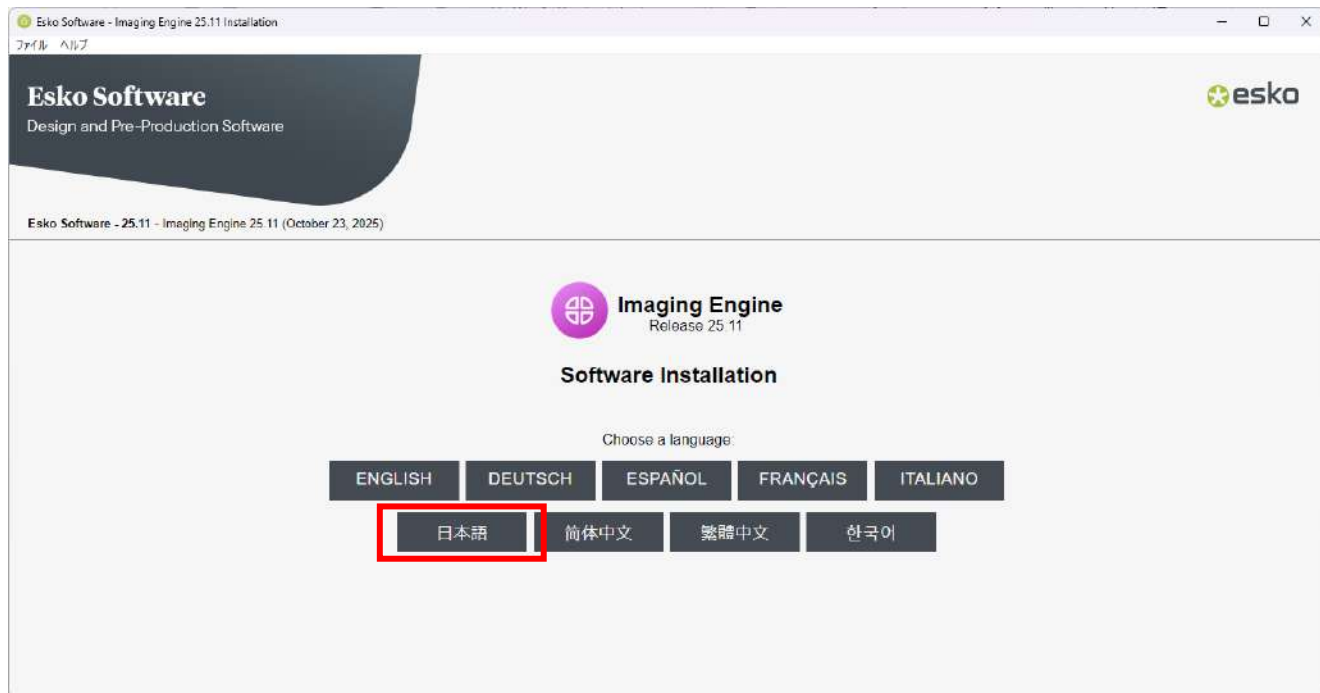 Esko Software - Imaging Engine 25.11 Installation
ファイル ヘルプ
Esko Software
Design and Pre-Production Software
esko
Esko Software - 25.11 - Imaging Engine 25.11 (October 23, 2025)
Imaging Engine
Release 25.11
Software Installation
Choose a language:
ENGLISH DEUTSCH ESPAÑOL FRANÇAIS ITALIANO
日本語 简体中文 繁體中文 한국어